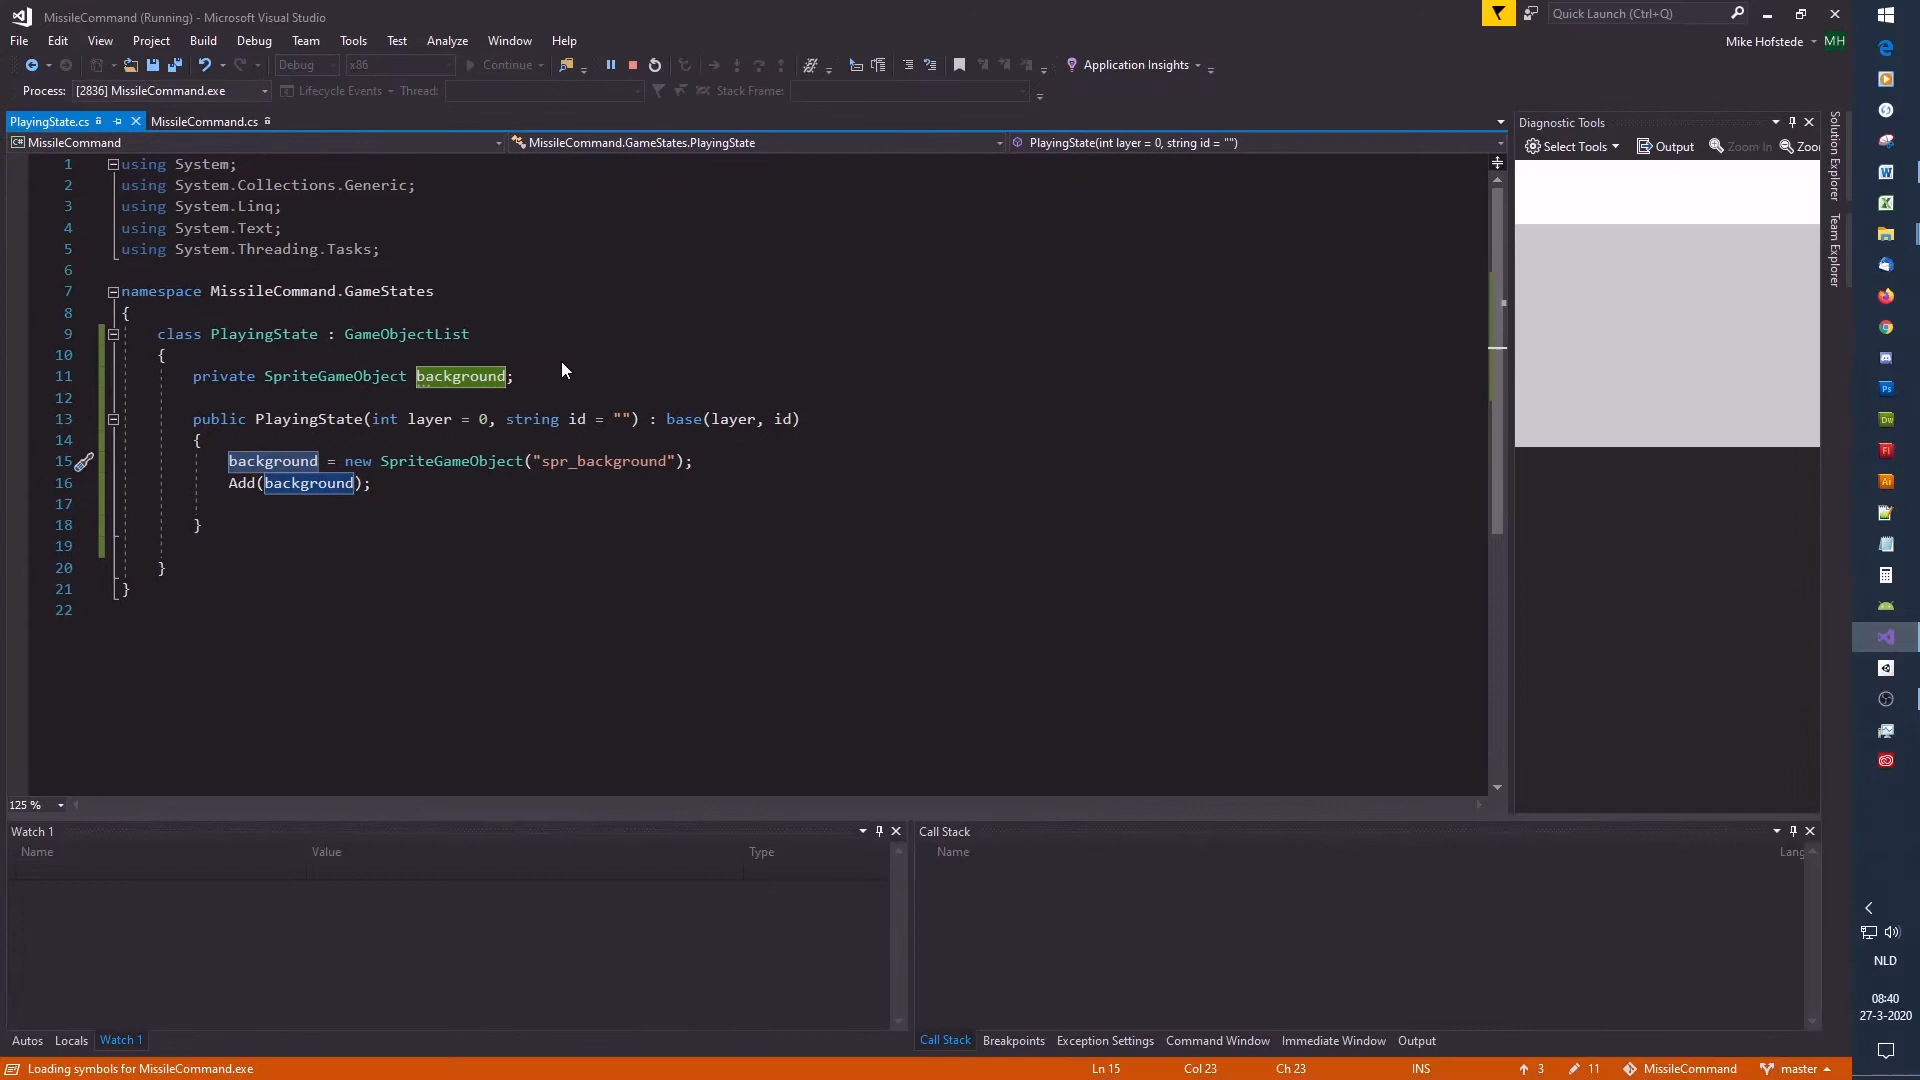 MissileCommand (Running) - Microsoft Visual Studio
Quick Launch (Ctrl+Q)
File Edit View Project Build Debug Team Tools Test Analyze Window Help
Mike Hofstede MH
Debug x86 Continue Application Insights
Process: [2836] MissileCommand.exe Lifecycle Events Thread: Stack Frame:
PlayingState.cs MissileCommand.cs
Diagnostic Tools
MissileCommand MissileCommand.GameStates.PlayingState PlayingState(int layer = 0, string id = "")
Select Tools Output Zoom In Zoo
1 using System;
2 using System.Collections.Generic;
3 using System.Linq;
4 using System.Text;
5 using System.Threading.Tasks;
6
7 namespace MissileCommand.GameStates
8 {
9 class PlayingState : GameObjectList
10 {
11 private SpriteGameObject background;
12
13 public PlayingState(int layer = 0, string id = "") : base(layer, id)
14 {
15 background = new SpriteGameObject("spr_background");
16 Add(background);
17
18 }
19
20 }
21 }
22
Solution Explorer
Team Explorer
125 %
Watch 1
Name Value Type
Call Stack
Name Lang
Autos Locals Watch 1
Call Stack Breakpoints Exception Settings Command Window Immediate Window Output
Loading symbols for MissileCommand.exe Ln 15 Col 23 Ch 23 INS 3 11 MissileCommand master
NLD
08:40
27-3-2020